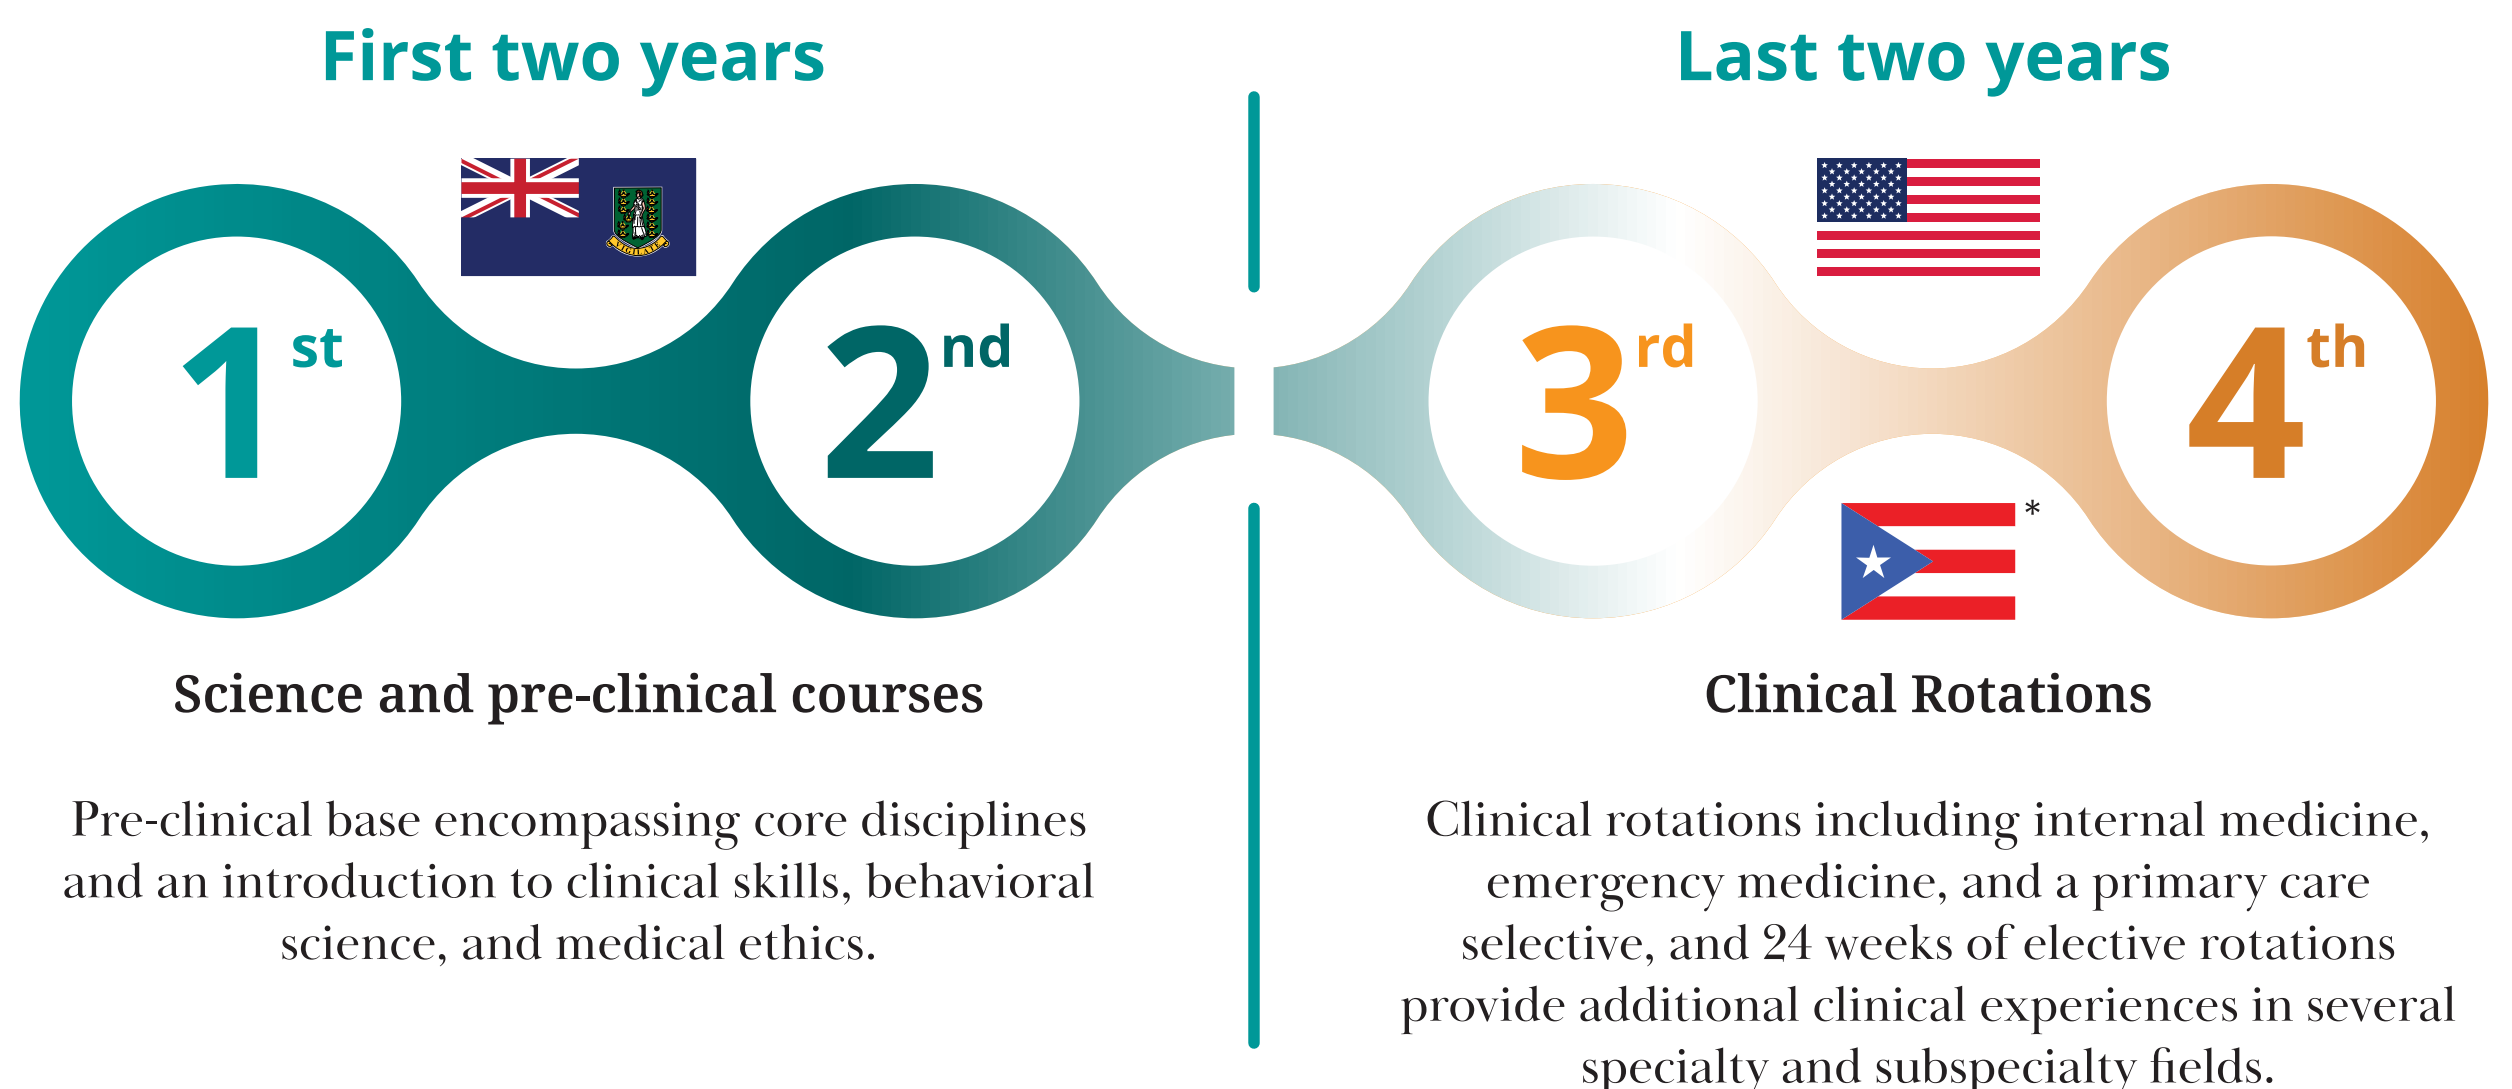 First two years
Last two years
VIGILATE
1st
2nd
3rd
4th
*
Science and pre-clinical courses
Pre-clinical base encompassing core disciplines
and an introduction to clinical skills, behavioral
science, and medical ethics.
Clinical Rotations
Clinical rotations including internal medicine,
emergency medicine, and a primary care
selective, and 24 weeks of elective rotations
provide additional clinical experiences in several
specialty and subspecialty fields.